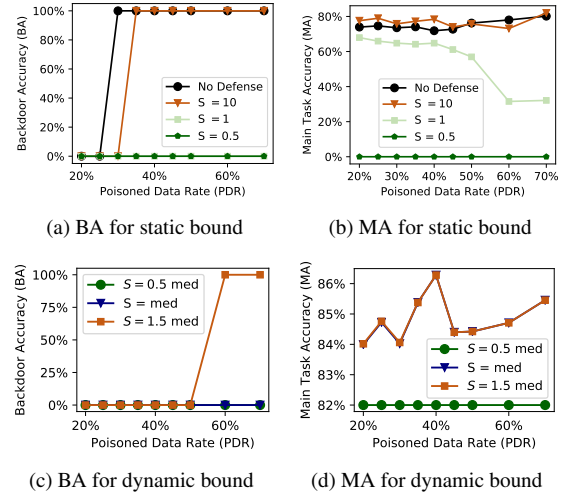 100%
80%
60%
40%
20%
0%
Backdoor Accuracy (BA)
No Defense
S = 10
S = 1
S = 0.5
20% 30% 40% 50% 60%
Poisoned Data Rate (PDR)
(a) BA for static bound
80%
60%
40%
20%
0%
Main Task Accuracy (MA)
No Defense
S = 10
S = 1
S = 0.5
20% 30% 40% 50% 60% 70%
Poisoned Data Rate (PDR)
(b) MA for static bound
100%
75%
50%
25%
0%
Backdoor Accuracy (BA)
S = 0.5 med
S = med
S = 1.5 med
20% 40% 60%
Poisoned Data Rate (PDR)
(c) BA for dynamic bound
86%
85%
84%
83%
82%
Main Task Accuracy (MA)
S = 0.5 med
S = med
S = 1.5 med
20% 30% 40% 50% 60% 70%
Poisoned Data Rate (PDR)
(d) MA for dynamic bound